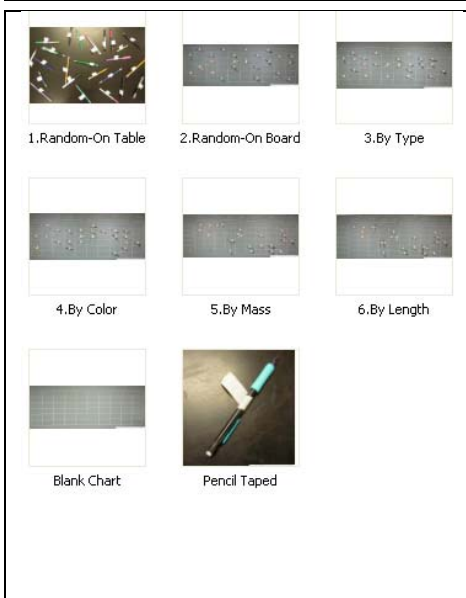 1.Random-On Table
2.Random-On Board
3.By Type
4.By Color
5.By Mass
6.By Length
Blank Chart
Pencil Taped